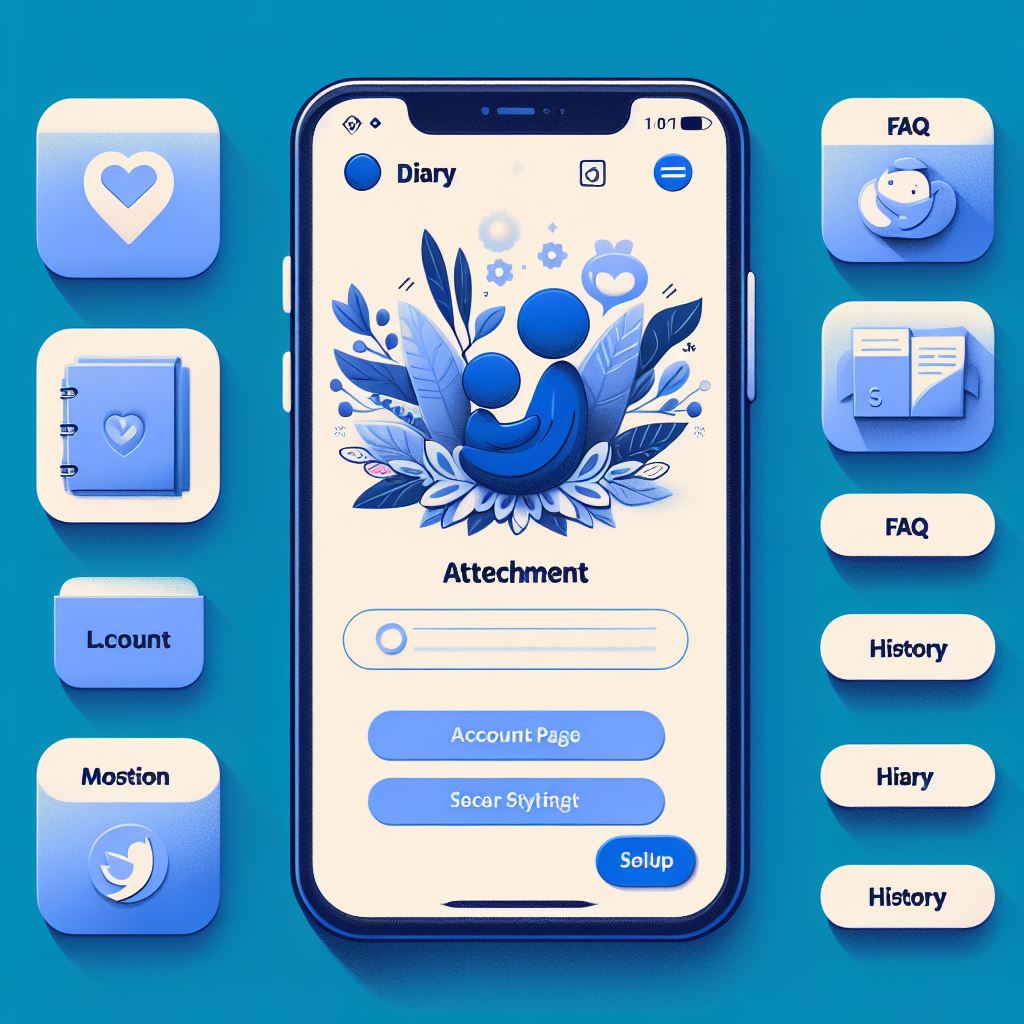 1:01
Diary
Attechment
Account Page
Secar Stylingt
Selup
L.count
Mostion
FAQ
S
FAQ
History
Hiary
History